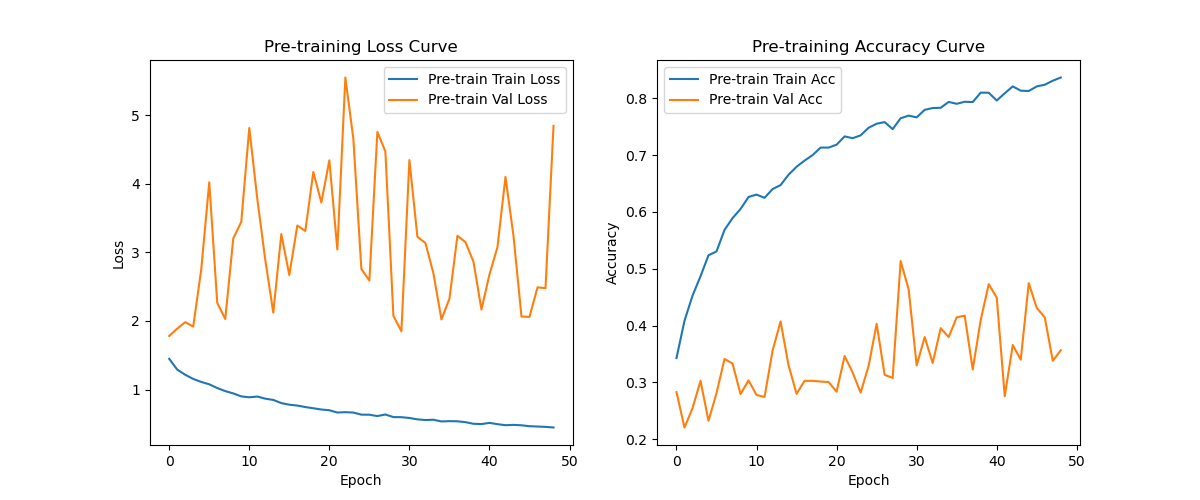 Pre-training Loss Curve
Pre-train Train Loss
Pre-train Val Loss
Loss
5
4
3
2
1
0 10 20 30 40 50
Epoch
Pre-training Accuracy Curve
Pre-train Train Acc
Pre-train Val Acc
Accuracy
0.8
0.7
0.6
0.5
0.4
0.3
0.2
0 10 20 30 40 50
Epoch